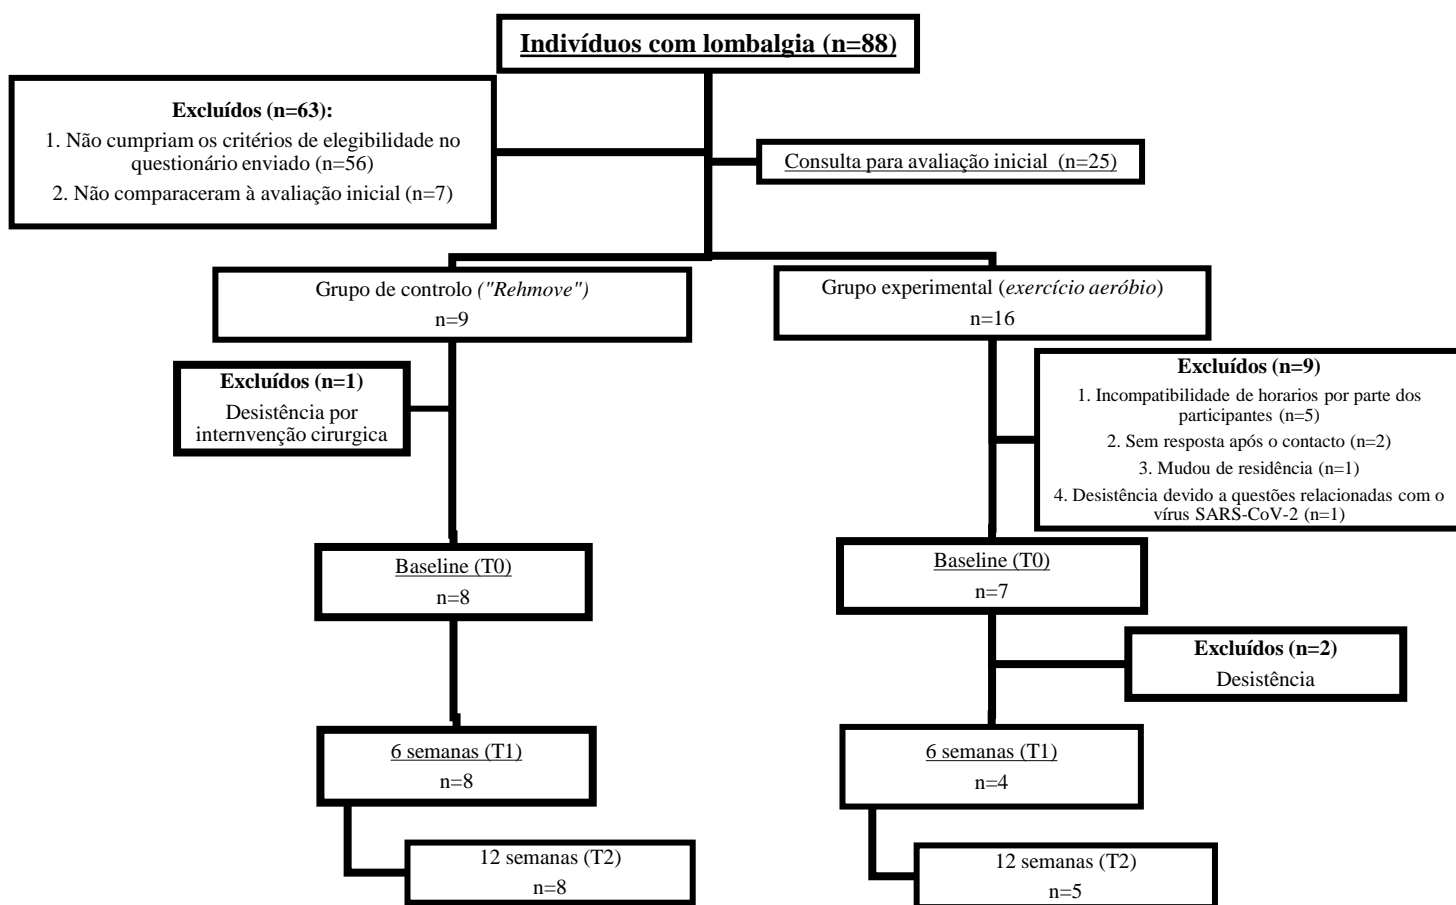 Indivíduos com lombalgia (n=88)
Excluídos (n=63):
1. Não cumpriam os critérios de elegibilidade no
questionário enviado (n=56)
2. Não comparaceram à avaliação inicial (n=7)
Consulta para avaliação inicial (n=25)
Grupo de controlo ("Rehmove")
n=9
Grupo experimental (exercício aeróbio)
n=16
Excluídos (n=1)
Desistência por
internvenção cirurgica
Excluídos (n=9)
1. Incompatibilidade de horarios por parte dos
participantes (n=5)
2. Sem resposta após o contacto (n=2)
3. Mudou de residência (n=1)
4. Desistência devido a questões relacionadas com o
vírus SARS-CoV-2 (n=1)
Baseline (T0)
n=8
Baseline (T0)
n=7
Excluídos (n=2)
Desistência
6 semanas (T1)
n=8
6 semanas (T1)
n=4
12 semanas (T2)
n=8
12 semanas (T2)
n=5